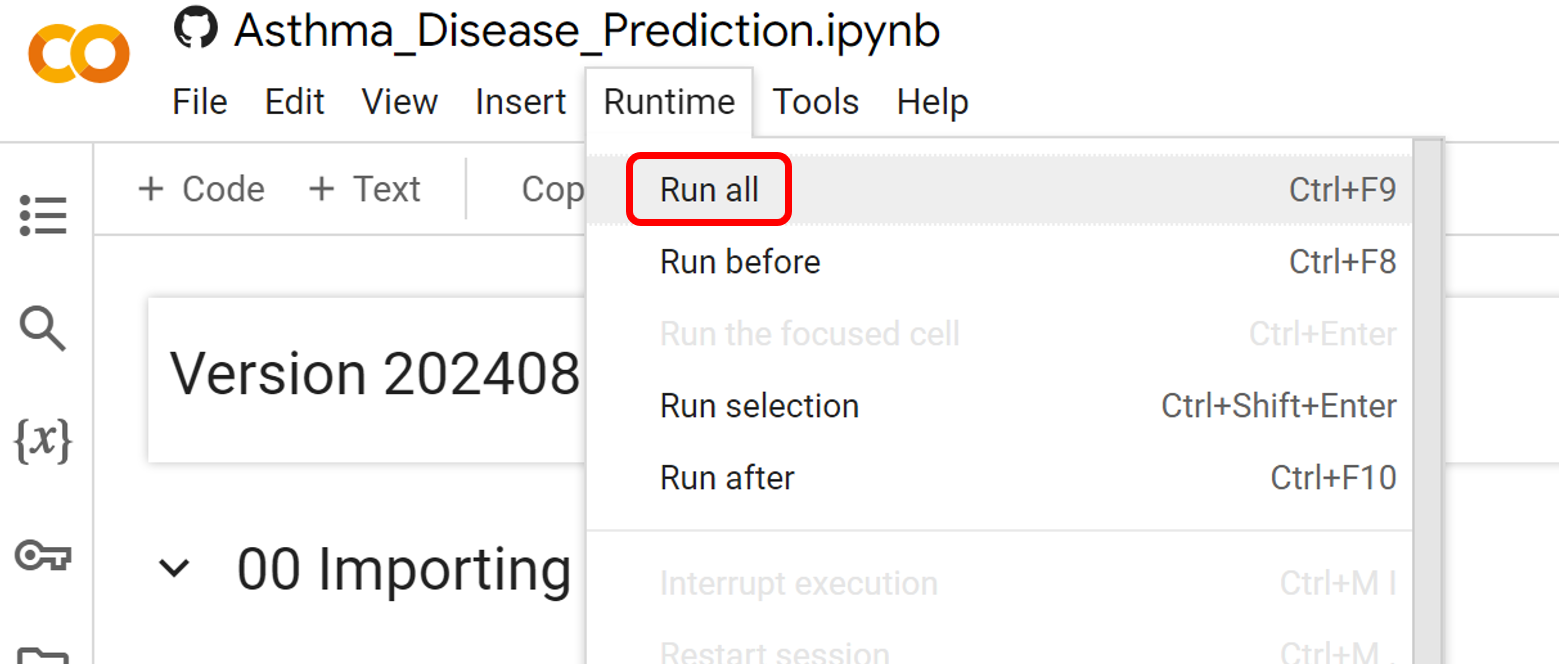 Asthma_Disease_Prediction.ipynb
File Edit View Insert Runtime Tools Help
+ Code + Text Cop
Run all Ctrl+F9
Run before Ctrl+F8
Run the focused cell Ctrl+Enter
Version 202408
Run selection Ctrl+Shift+Enter
Run after Ctrl+F10
{x}
00 Importing
Interrupt execution Ctrl+M I
Restart session Ctrl+M .